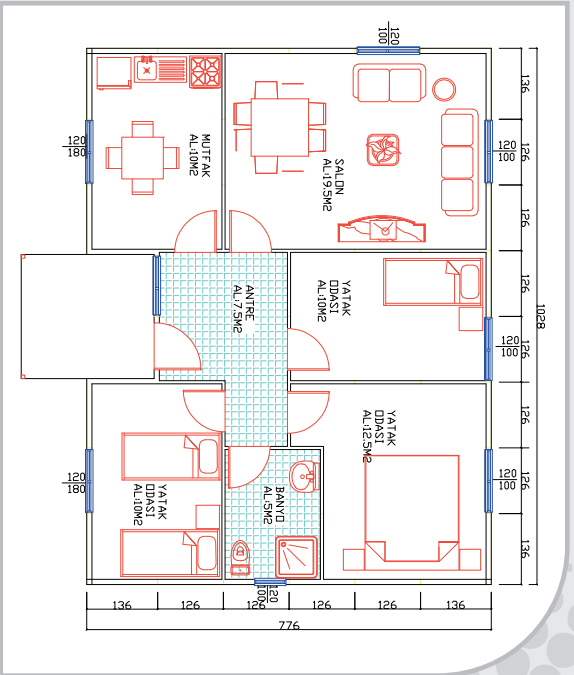 120
100
120
180
MUTFAK
AL:10M2
SALON
AL:19.5M2
120
100
136
126
126
126
126
126
126
136
1028
ANTRE
AL:7.5M2
YATAK
ODASI
AL:10M2
120
100
YATAK
ODASI
AL:12.5M2
120
180
YATAK
ODASI
AL:10M2
BANYO
AL:5M2
120
100
120
100
136
126
126
126
126
136
776